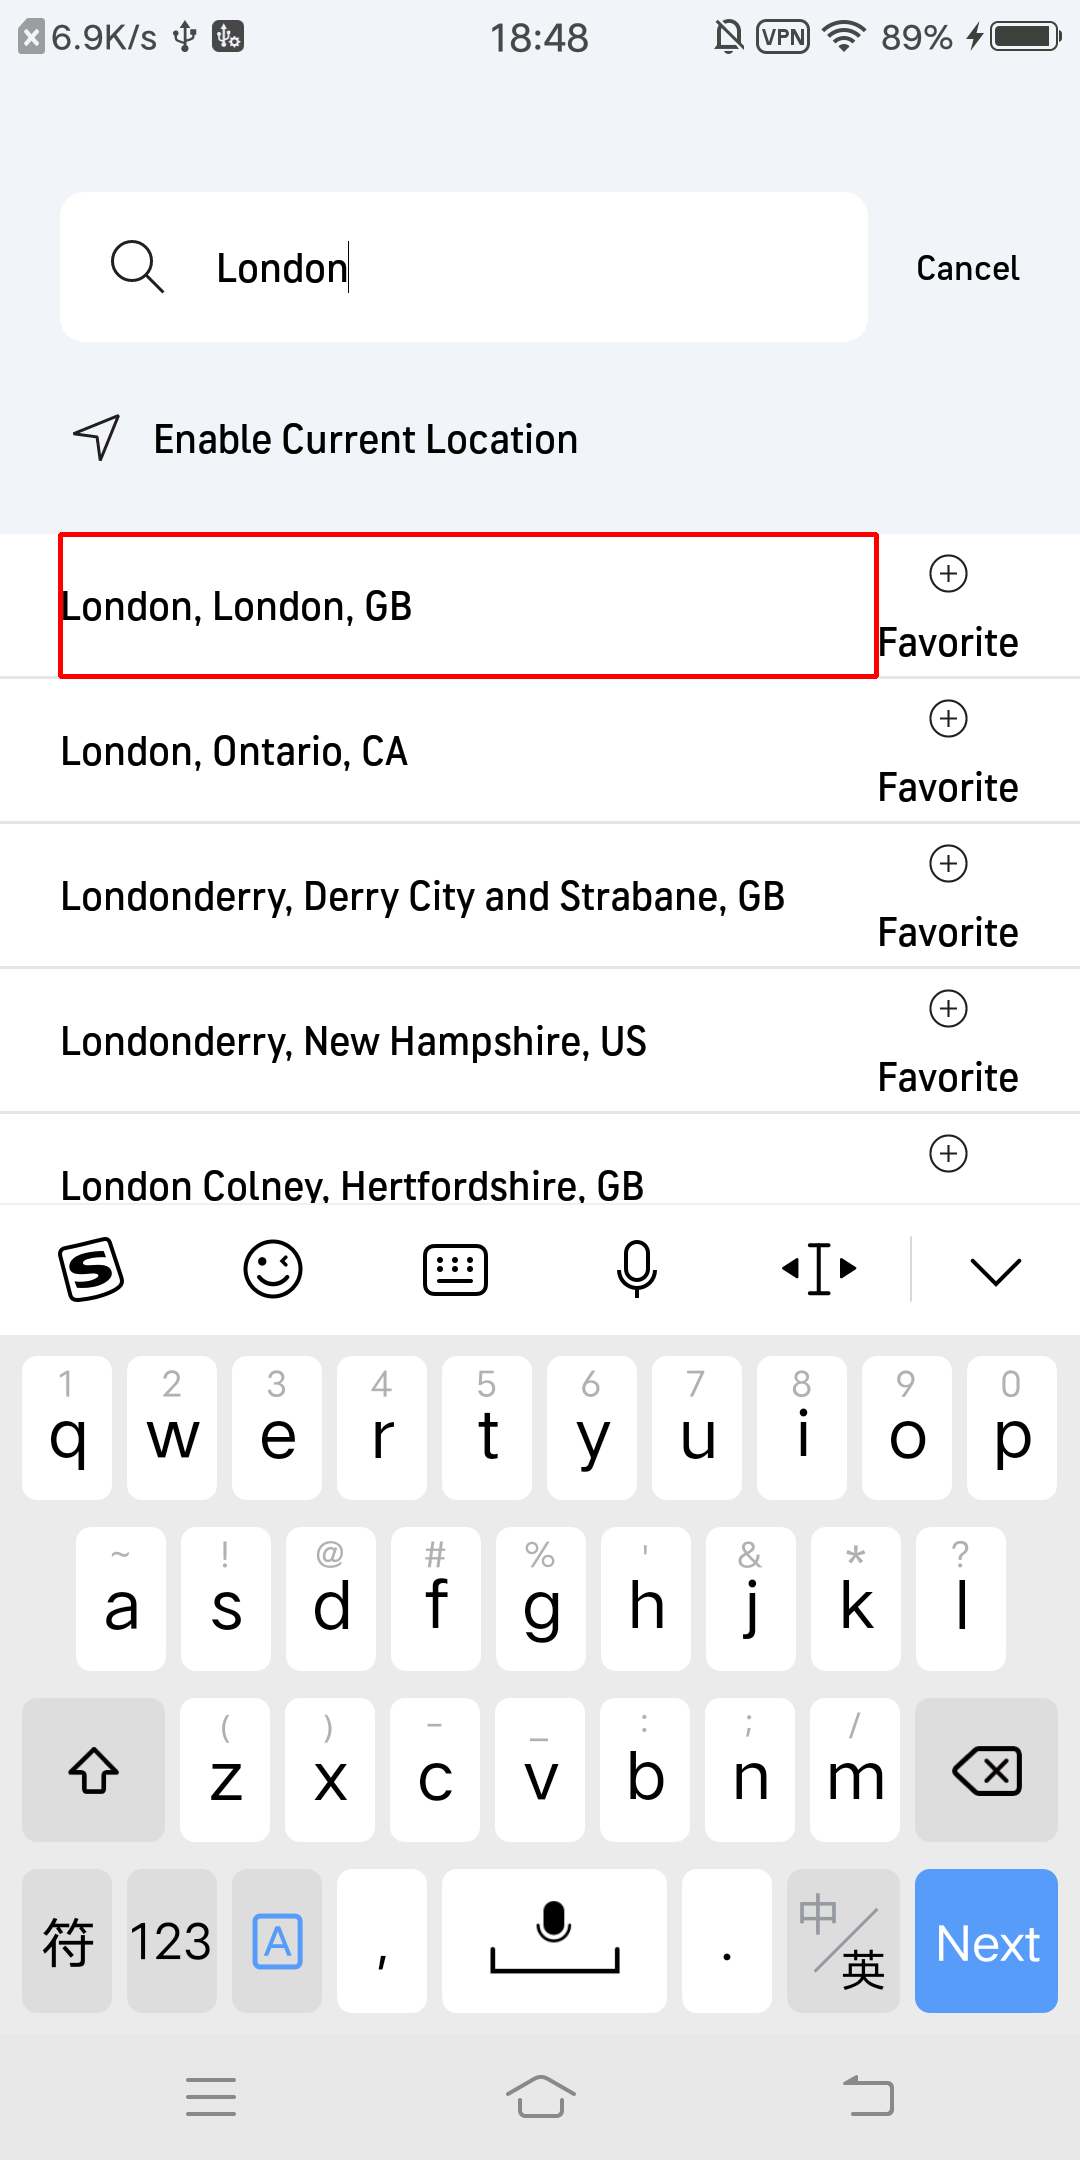 6.9K/s 18:48 VPN 89%
London Cancel
Enable Current Location
London, London, GB
Favorite
London, Ontario, CA
Favorite
Londonderry, Derry City and Strabane, GB
Favorite
Londonderry, New Hampshire, US
Favorite
London Colney, Hertfordshire, GB
S
1 2 3 4 5 6 7 8 9 0
q w e r t y u i o p
~ ! @ # % ' & * ?
a s d f g h j k l
( ) - _ : ; /
z x c v b n m
符 123 A , . 中/英 Next